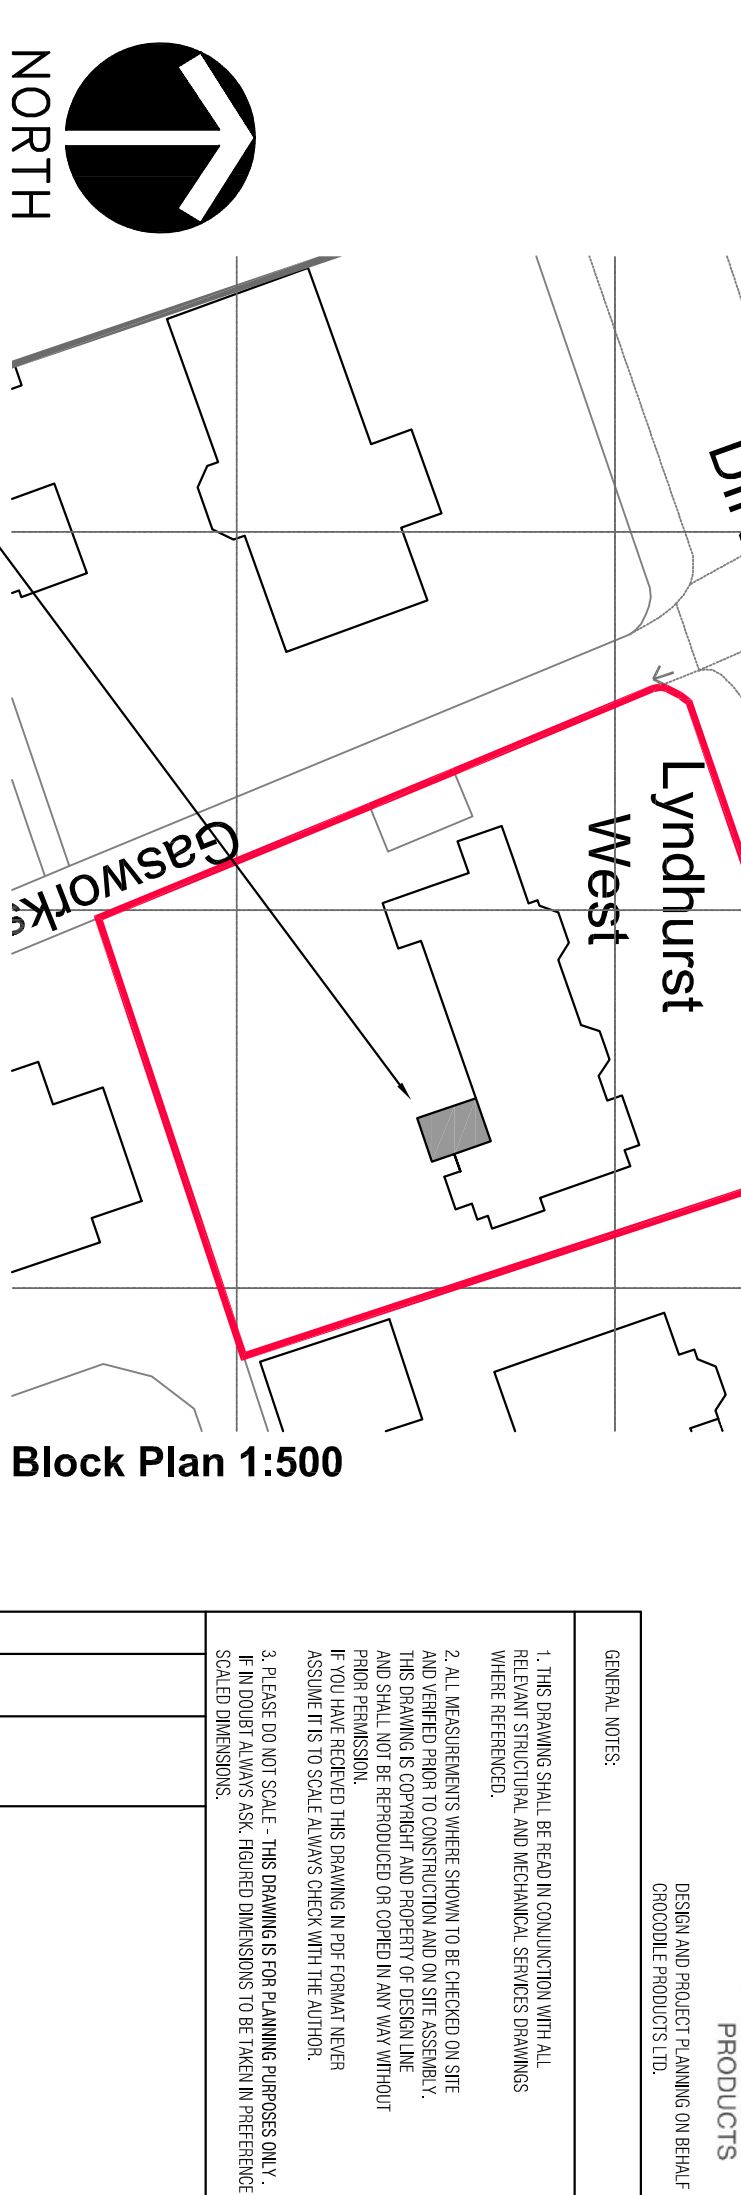 NORTH
Lyndhurst
West
Gasworks
Block Plan 1:500
PRODUCTS
DESIGN AND PROJECT PLANNING ON BEHALF
CROCODILE PRODUCTS LTD.
GENERAL NOTES:
1. THIS DRAWING SHALL BE READ IN CONJUNCTION WITH ALL
RELEVANT STRUCTURAL AND MECHANICAL SERVICES DRAWINGS
WHERE REFERENCED.
2. ALL MEASUREMENTS WHERE SHOWN TO BE CHECKED ON SITE
AND VERIFIED PRIOR TO CONSTRUCTION AND ON SITE ASSEMBLY.
THIS DRAWING IS COPYRIGHT AND PROPERTY OF DESIGN LINE
AND SHALL NOT BE REPRODUCED OR COPIED IN ANY WAY WITHOUT
PRIOR PERMISSION.
IF YOU HAVE RECIEVED THIS DRAWING IN PDF FORMAT NEVER
ASSUME IT IS TO SCALE ALWAYS CHECK WITH THE AUTHOR.
3. PLEASE DO NOT SCALE - THIS DRAWING IS FOR PLANNING PURPOSES ONLY.
IF IN DOUBT ALWAYS ASK. FIGURED DIMENSIONS TO BE TAKEN IN PREFERENCE
SCALED DIMENSIONS.